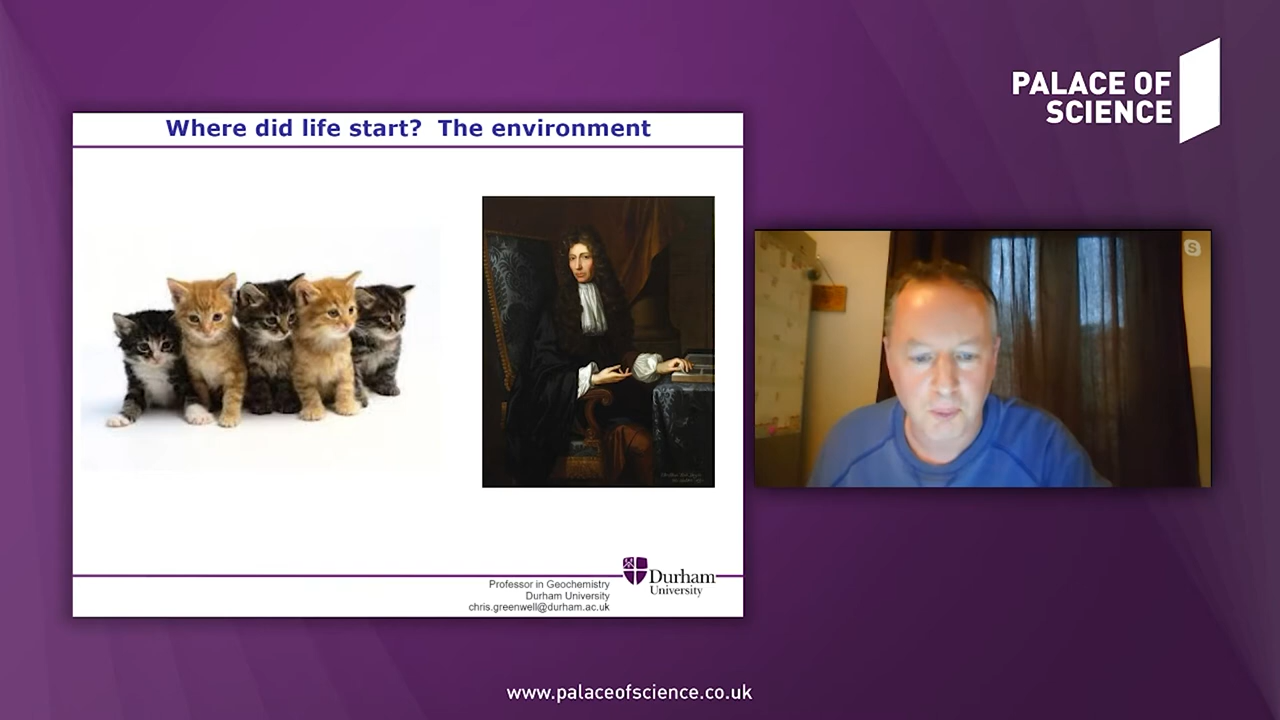 PALACE OF
SCIENCE
Where did life start?  The environment
Professor in Geochemistry
Durham University
chris.greenwell@durham.ac.uk
Durham
University
S
www.palaceofscience.co.uk